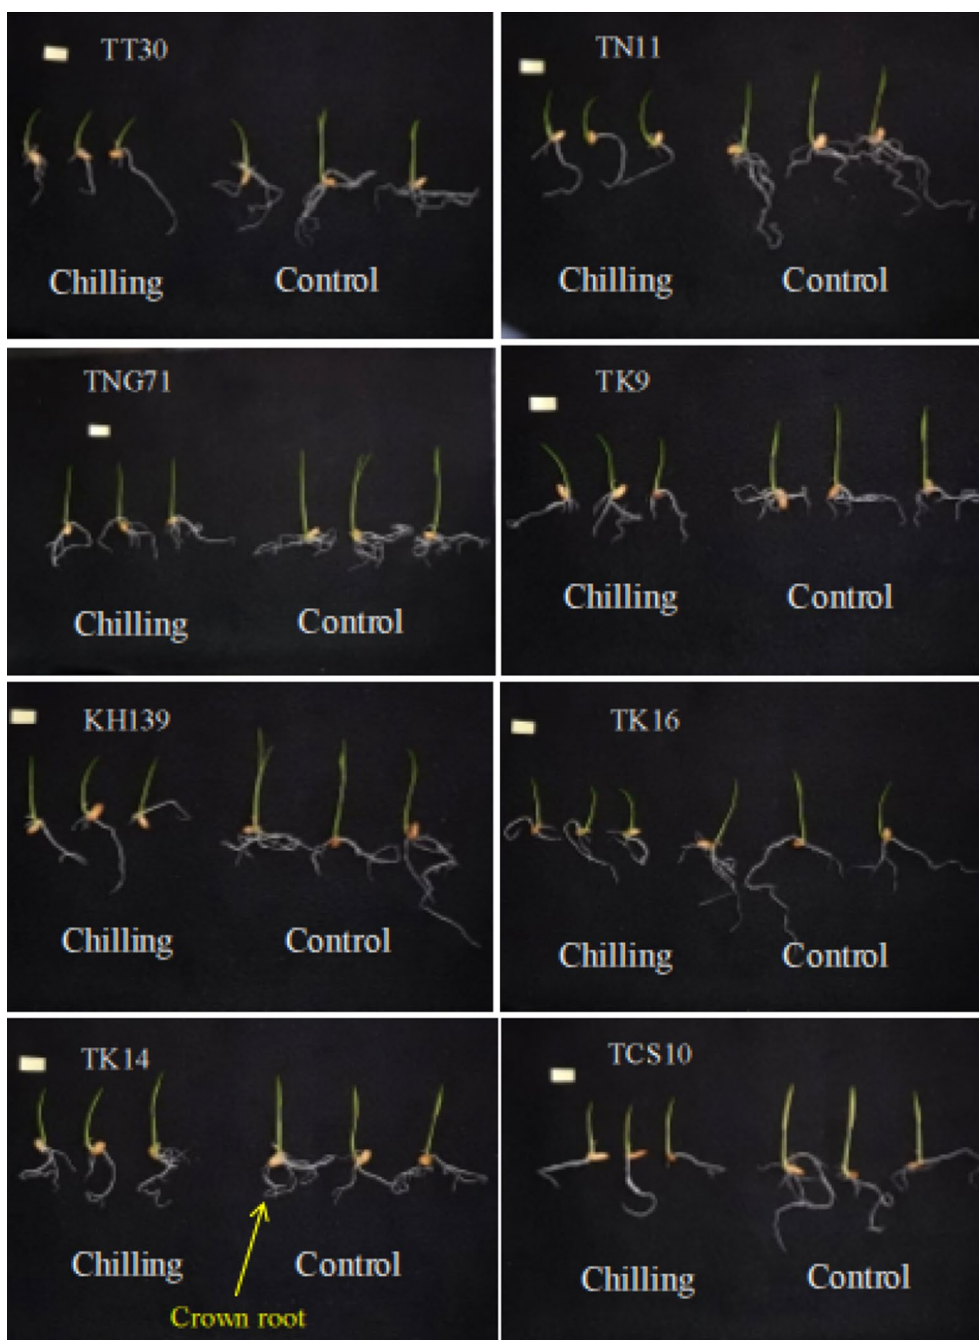 TT30
Chilling
Control
TN11
Chilling
Control
TNG71
Chilling
Control
TK9
Chilling
Control
KH139
Chilling
Control
TK16
Chilling
Control
TK14
Chilling
Control
Crown root
TCS10
Chilling
Control